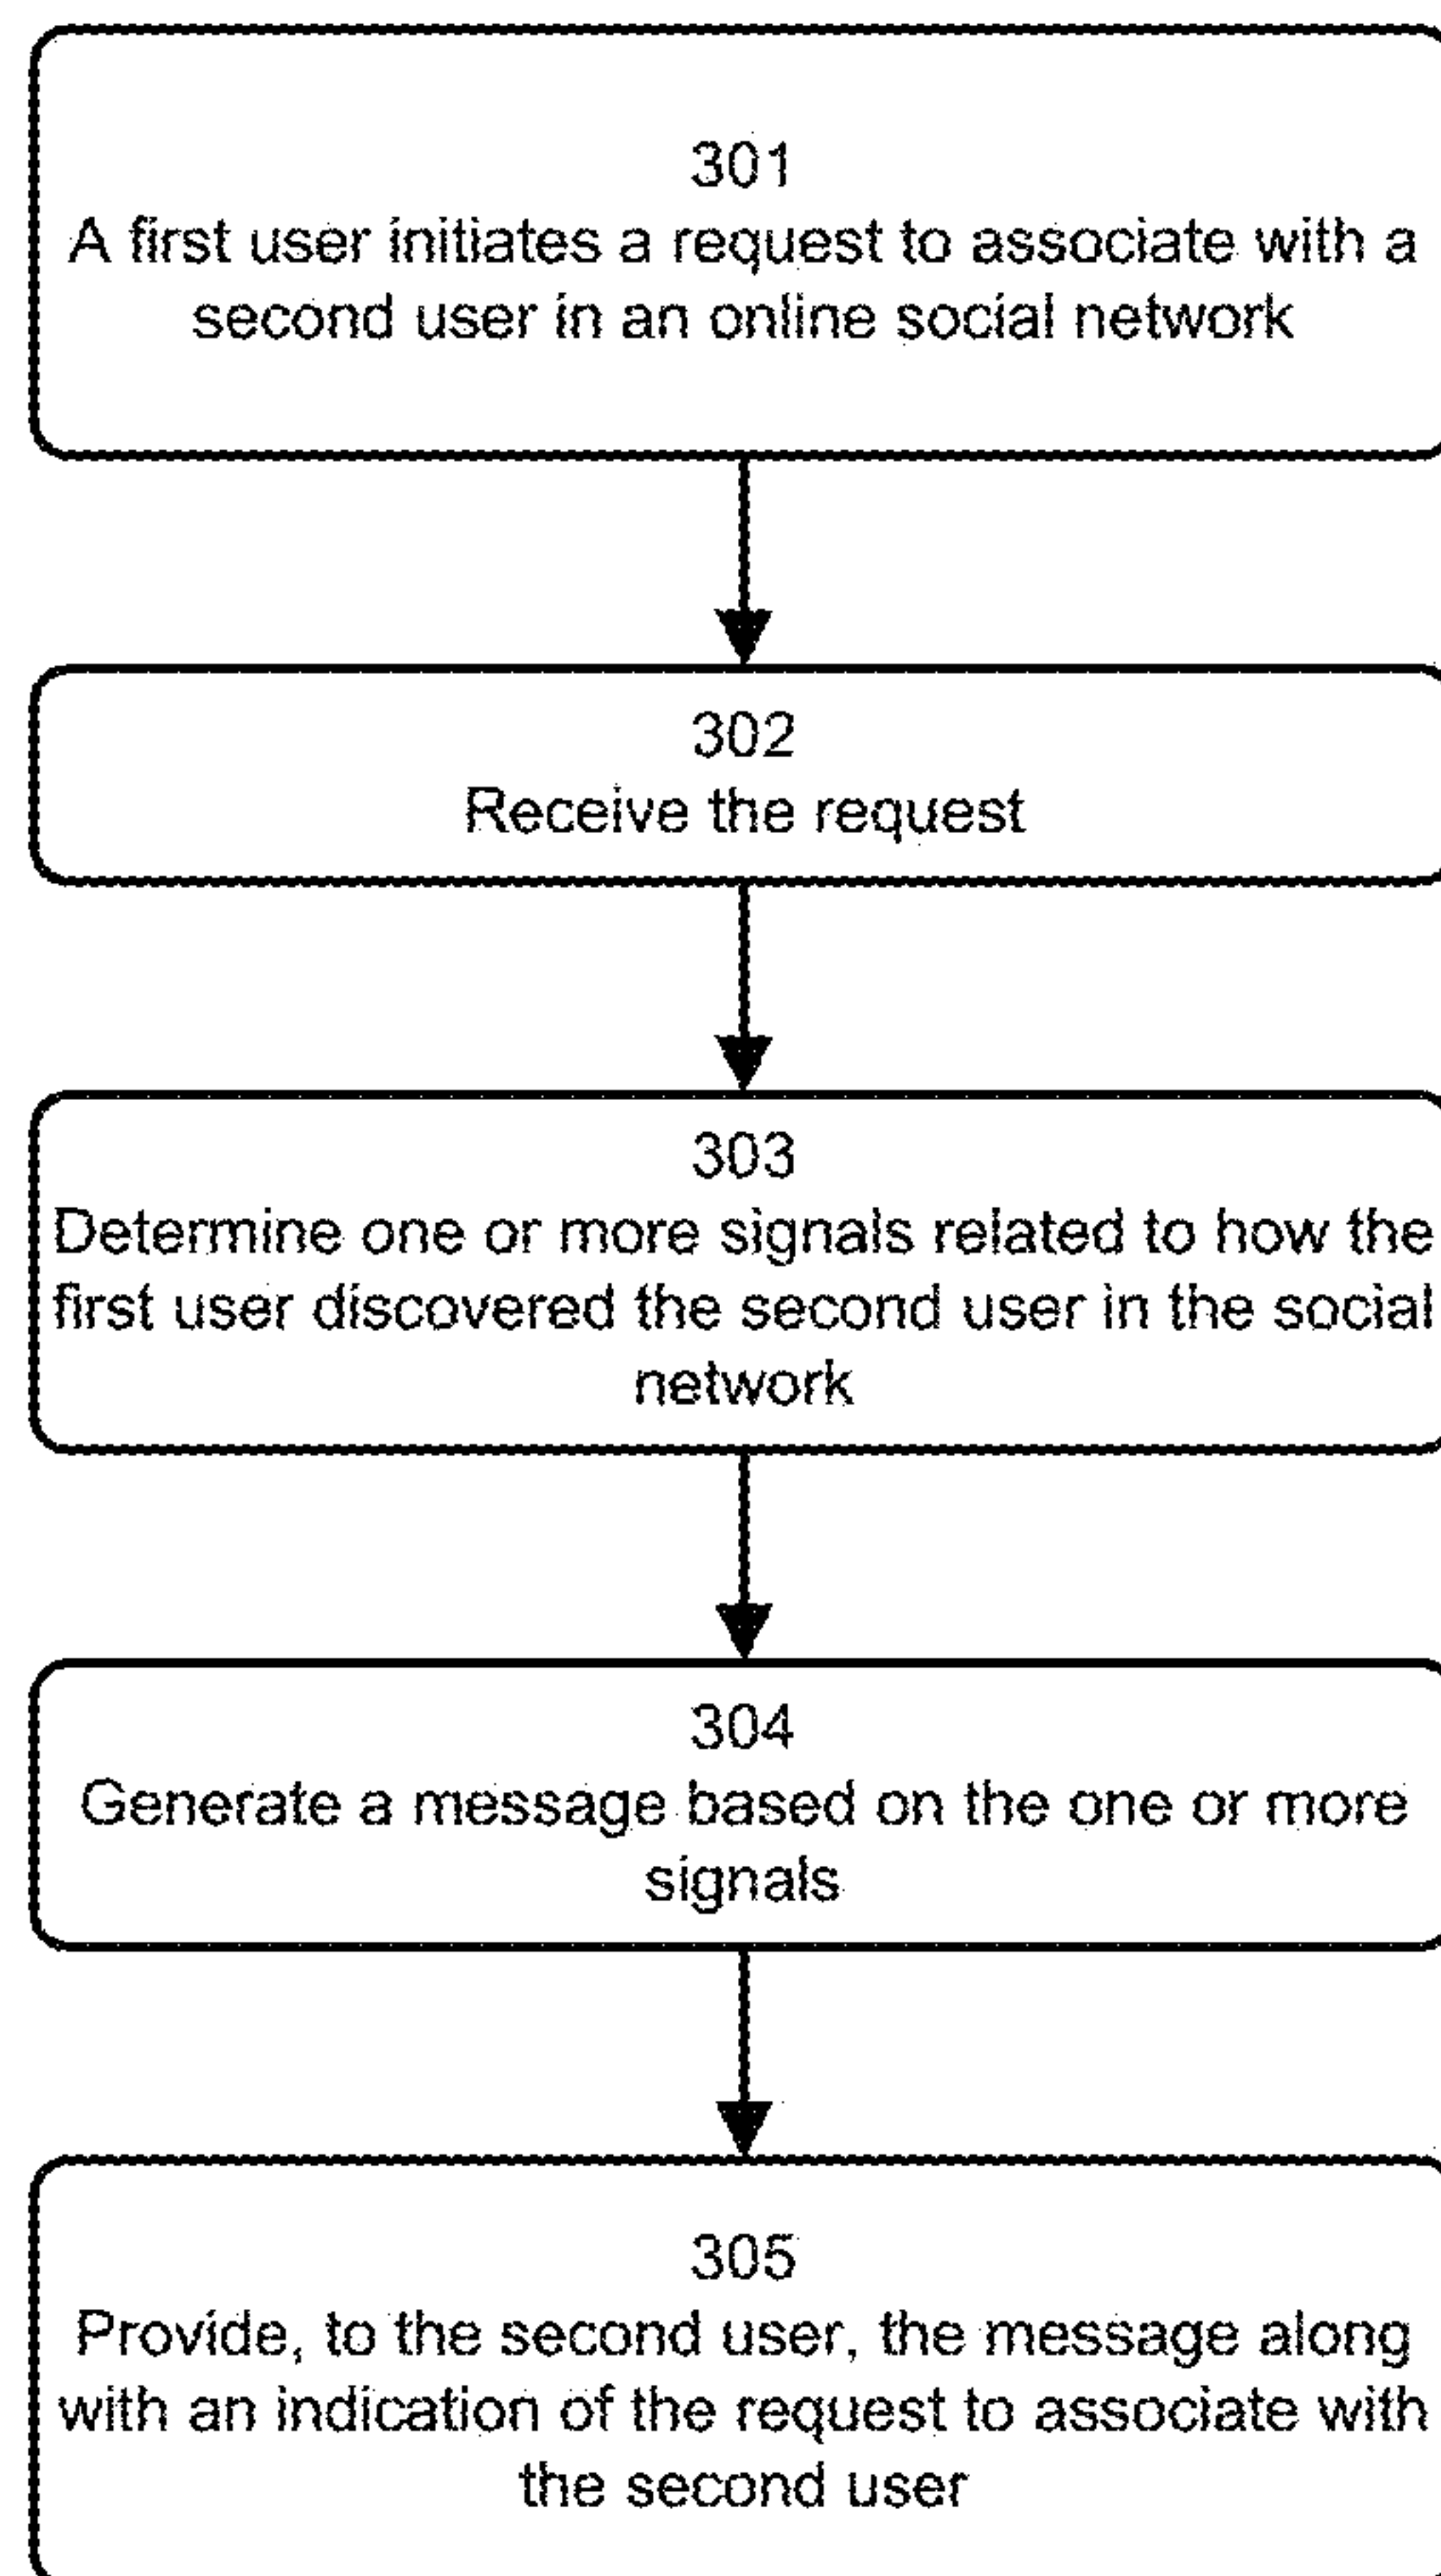 301
A first user initiates a request to associate with a
second user in an online social network
302
Receive the request
303
Determine one or more signals related to how the
first user discovered the second user in the social
network
304
Generate a message based on the one or more
signals
305
Provide, to the second user, the message along
with an indication of the request to associate with
the second user